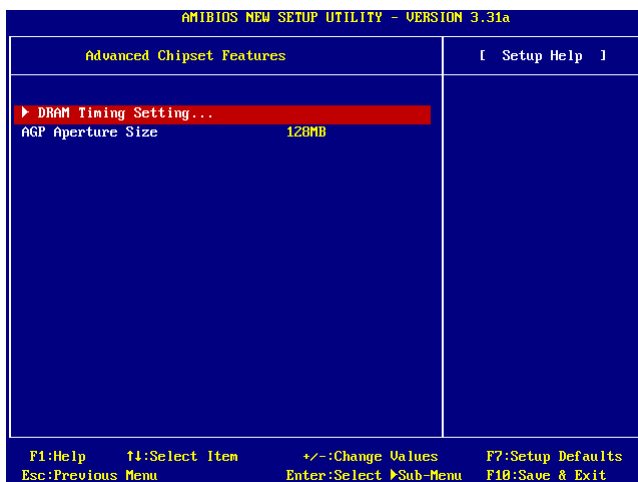 AMIBIOS NEW SETUP UTILITY - VERSION 3.31a
Advanced Chipset Features
[ Setup Help ]
▶ DRAM Timing Setting...
AGP Aperture Size 128MB
F1:Help ↑↓:Select Item +/-:Change Values F7:Setup Defaults
Esc:Previous Menu Enter:Select ▶Sub-Menu F10:Save & Exit